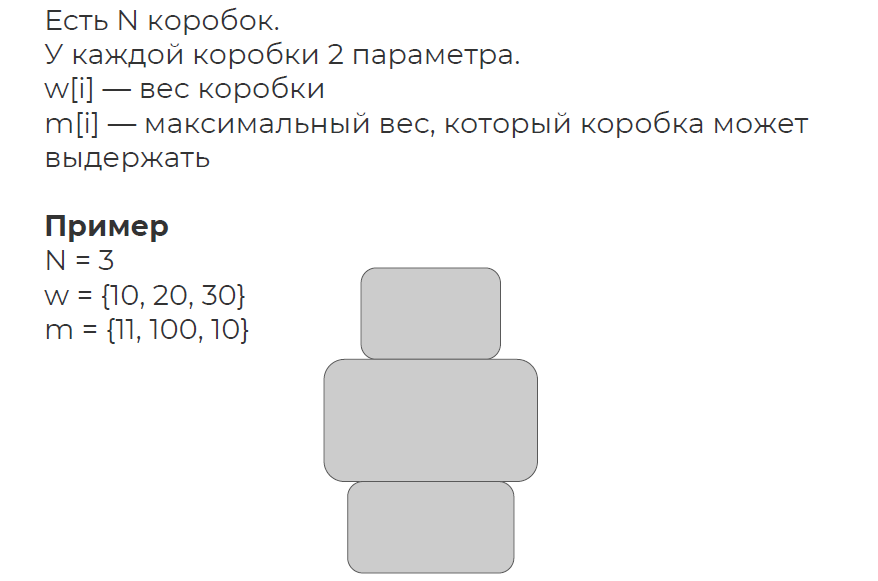 Есть N коробок.
У каждой коробки 2 параметра.
w[i] — вес коробки
m[i] — максимальный вес, который коробка может
выдержать
Пример
N = 3
w = {10, 20, 30}
m = {11, 100, 10}